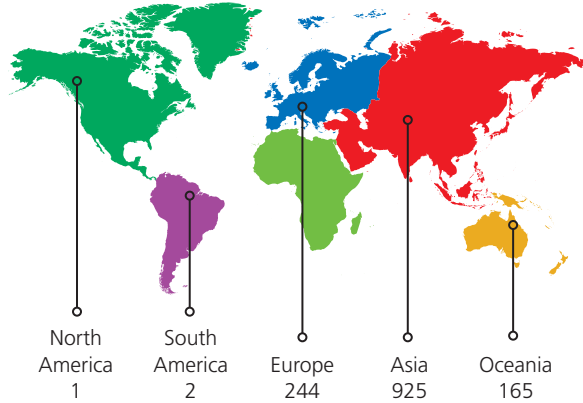 North
America
1
South
America
2
Europe
244
Asia
925
Oceania
165